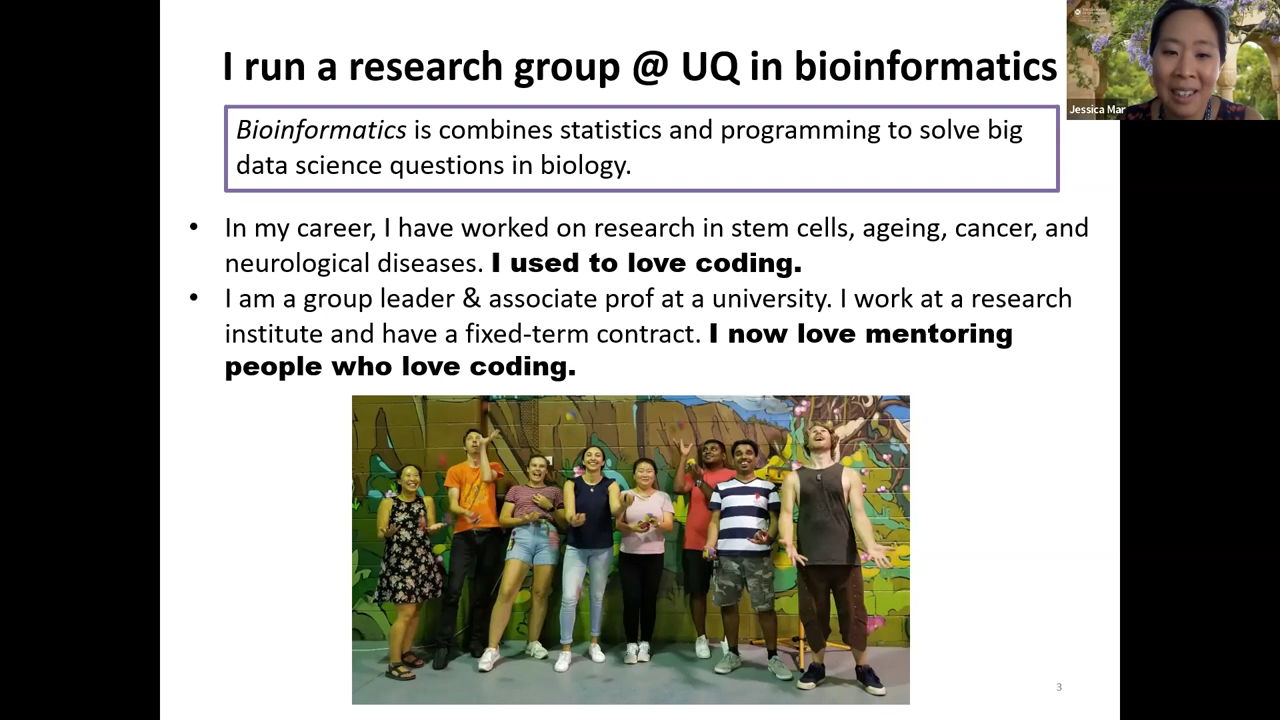 I run a research group @ UQ in bioinformatics
Jessica Mar
Bioinformatics is combines statistics and programming to solve big
data science questions in biology.
• In my career, I have worked on research in stem cells, ageing, cancer, and
neurological diseases. I used to love coding.
• I am a group leader & associate prof at a university. I work at a research
institute and have a fixed-term contract. I now love mentoring
people who love coding.
3